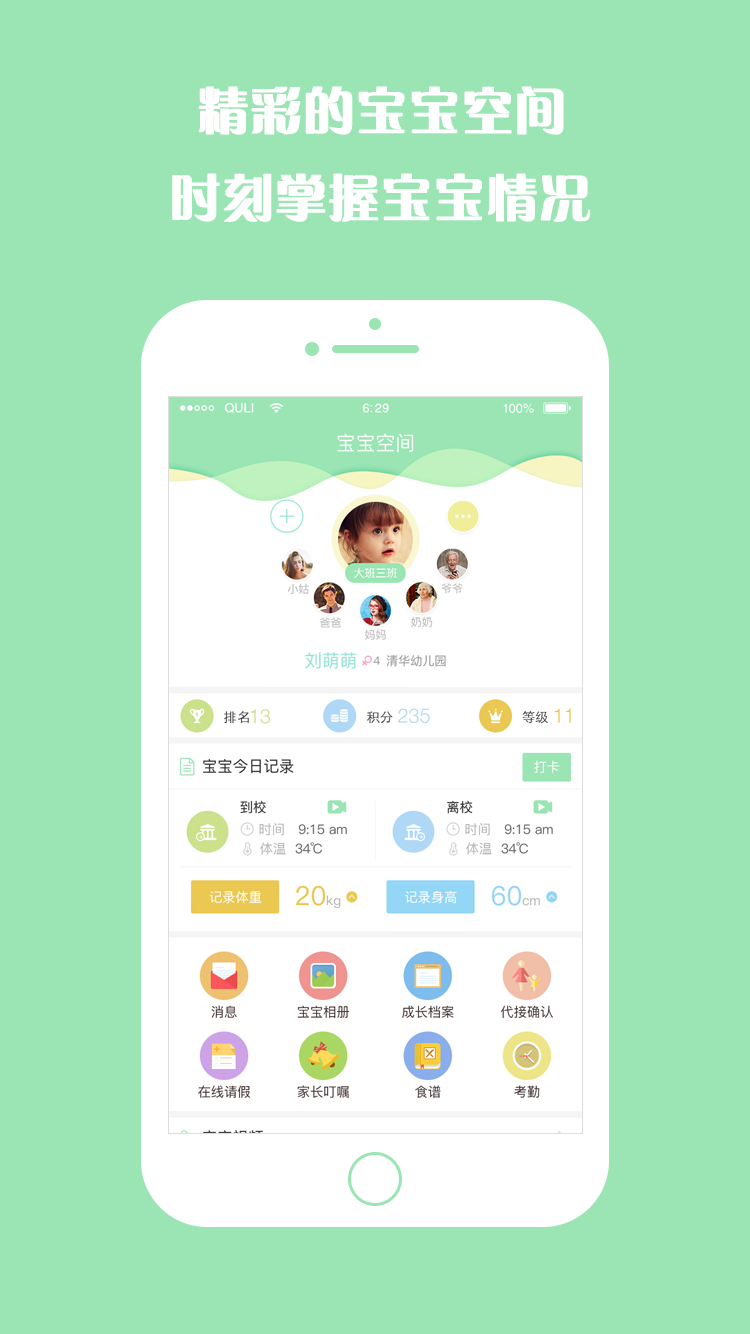 精彩的宝宝空间
时刻掌握宝宝情况
QULI 6:29 100%
宝宝空间
大班三班
小姑 爸爸 妈妈 奶奶 爷爷
刘萌萌 4 清华幼儿园
排名13 积分 235 等级 11
宝宝今日记录 打卡
到校 离校
时间 9:15 am 时间 9:15 am
体温 34℃ 体温 34℃
记录体重 20kg 记录身高 60cm
消息 宝宝相册 成长档案 代接确认
在线请假 家长叮嘱 食谱 考勤